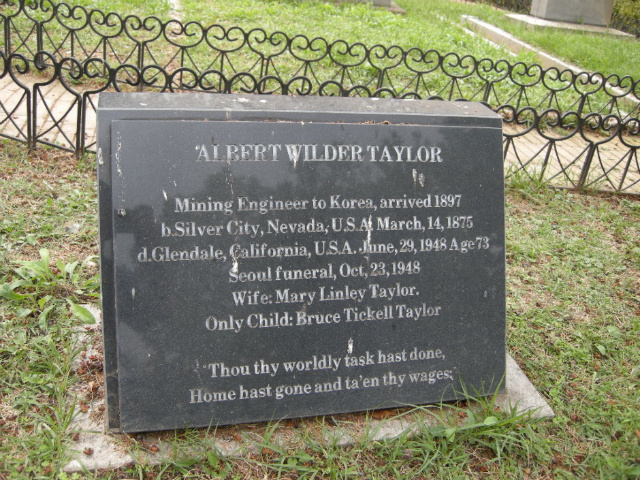 ALBERT WILDER TAYLOR
Mining Engineer to Korea, arrived 1897
b.Silver City, Nevada, U.S.A. March, 14, 1875
d.Glendale, California, U.S.A. June, 29, 1948 Age 73
Seoul funeral, Oct, 23, 1948
Wife: Mary Linley Taylor.
Only Child: Bruce Tickell Taylor
"Thou thy worldly task hast done,
Home hast gone and ta'en thy wages;"